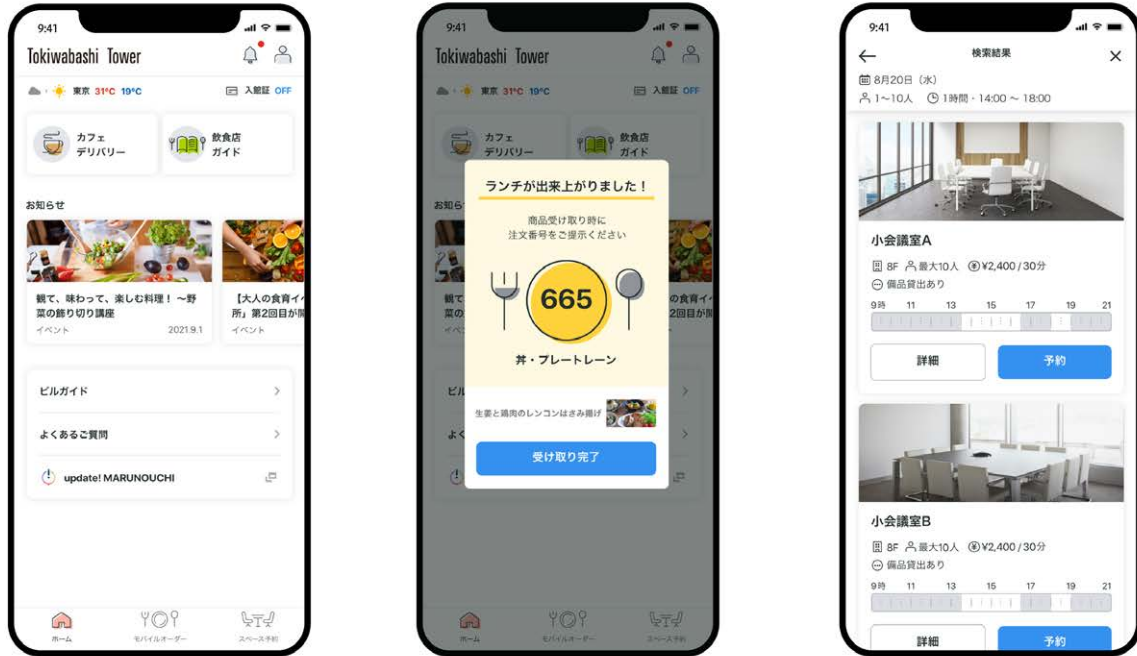 9:41
Tokiwabashi Tower
東京 31°C 19°C
入館証 OFF
カフェ
デリバリー
飲食店
ガイド
お知らせ
観て、味わって、楽しむ料理！ 〜野
菜の飾り切り講座
イベント
2021.9.1
【大人の食育イベ
所」第2回目が開
イベント
ビルガイド
よくあるご質問
update! MARUNOUCHI
ホーム
モバイルオーダー
スペース予約
9:41
Tokiwabashi Tower
東京 31°C 19°C
入館証 OFF
カフェ
デリバリー
飲食店
ガイド
お知ら
ランチが出来上がりました！
商品受け取り時に
注文番号をご提示ください
665
丼・プレートレーン
生姜と鶏肉のレンコンはさみ揚げ
受け取り完了
観て
菜の
の食育イベ
2回目が開
よく
ホーム
モバイルオーダー
スペース予約
9:41
検索結果
8月20日（水）
1〜10人 1時間・14:00 〜 18:00
小会議室A
8F 最大10人 ¥2,400 / 30分
備品貸出あり
9時 11 13 15 17 19 21
詳細
予約
小会議室B
8F 最大10人 ¥2,400 / 30分
備品貸出あり
9時 11 13 15 17 19 21
詳細
予約